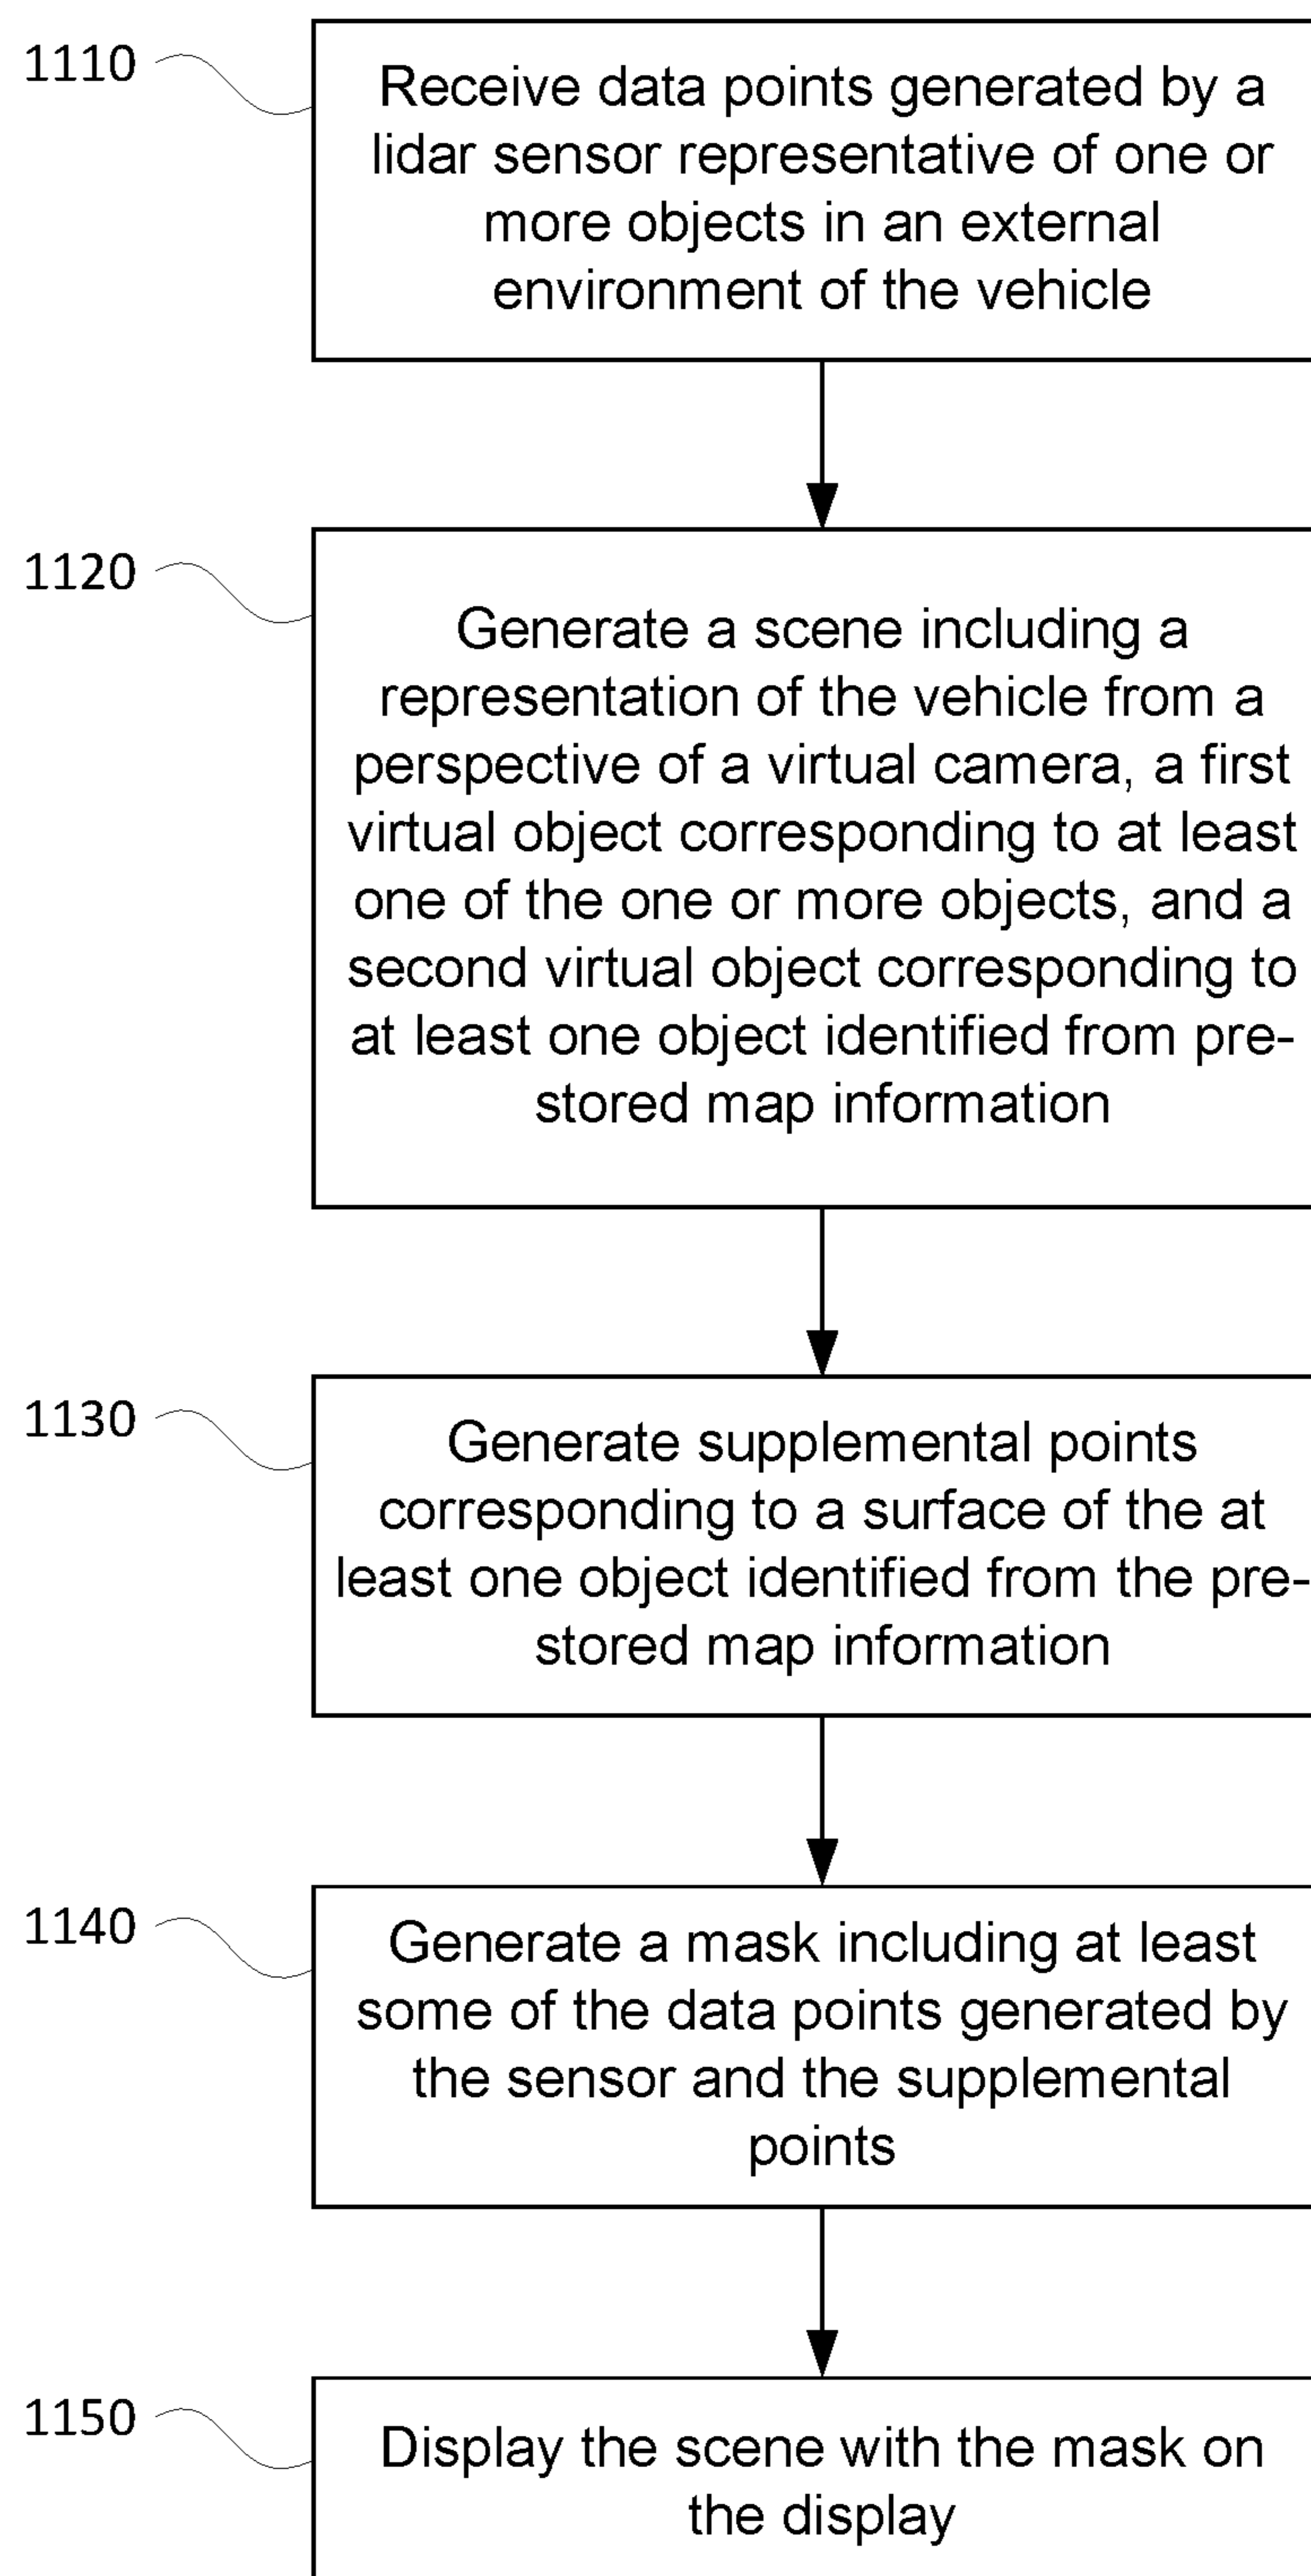 1110
Receive data points generated by a
lidar sensor representative of one or
more objects in an external
environment of the vehicle
1120
Generate a scene including a
representation of the vehicle from a
perspective of a virtual camera, a first
virtual object corresponding to at least
one of the one or more objects, and a
second virtual object corresponding to
at least one object identified from pre-
stored map information
1130
Generate supplemental points
corresponding to a surface of the at
least one object identified from the pre-
stored map information
1140
Generate a mask including at least
some of the data points generated by
the sensor and the supplemental
points
1150
Display the scene with the mask on
the display